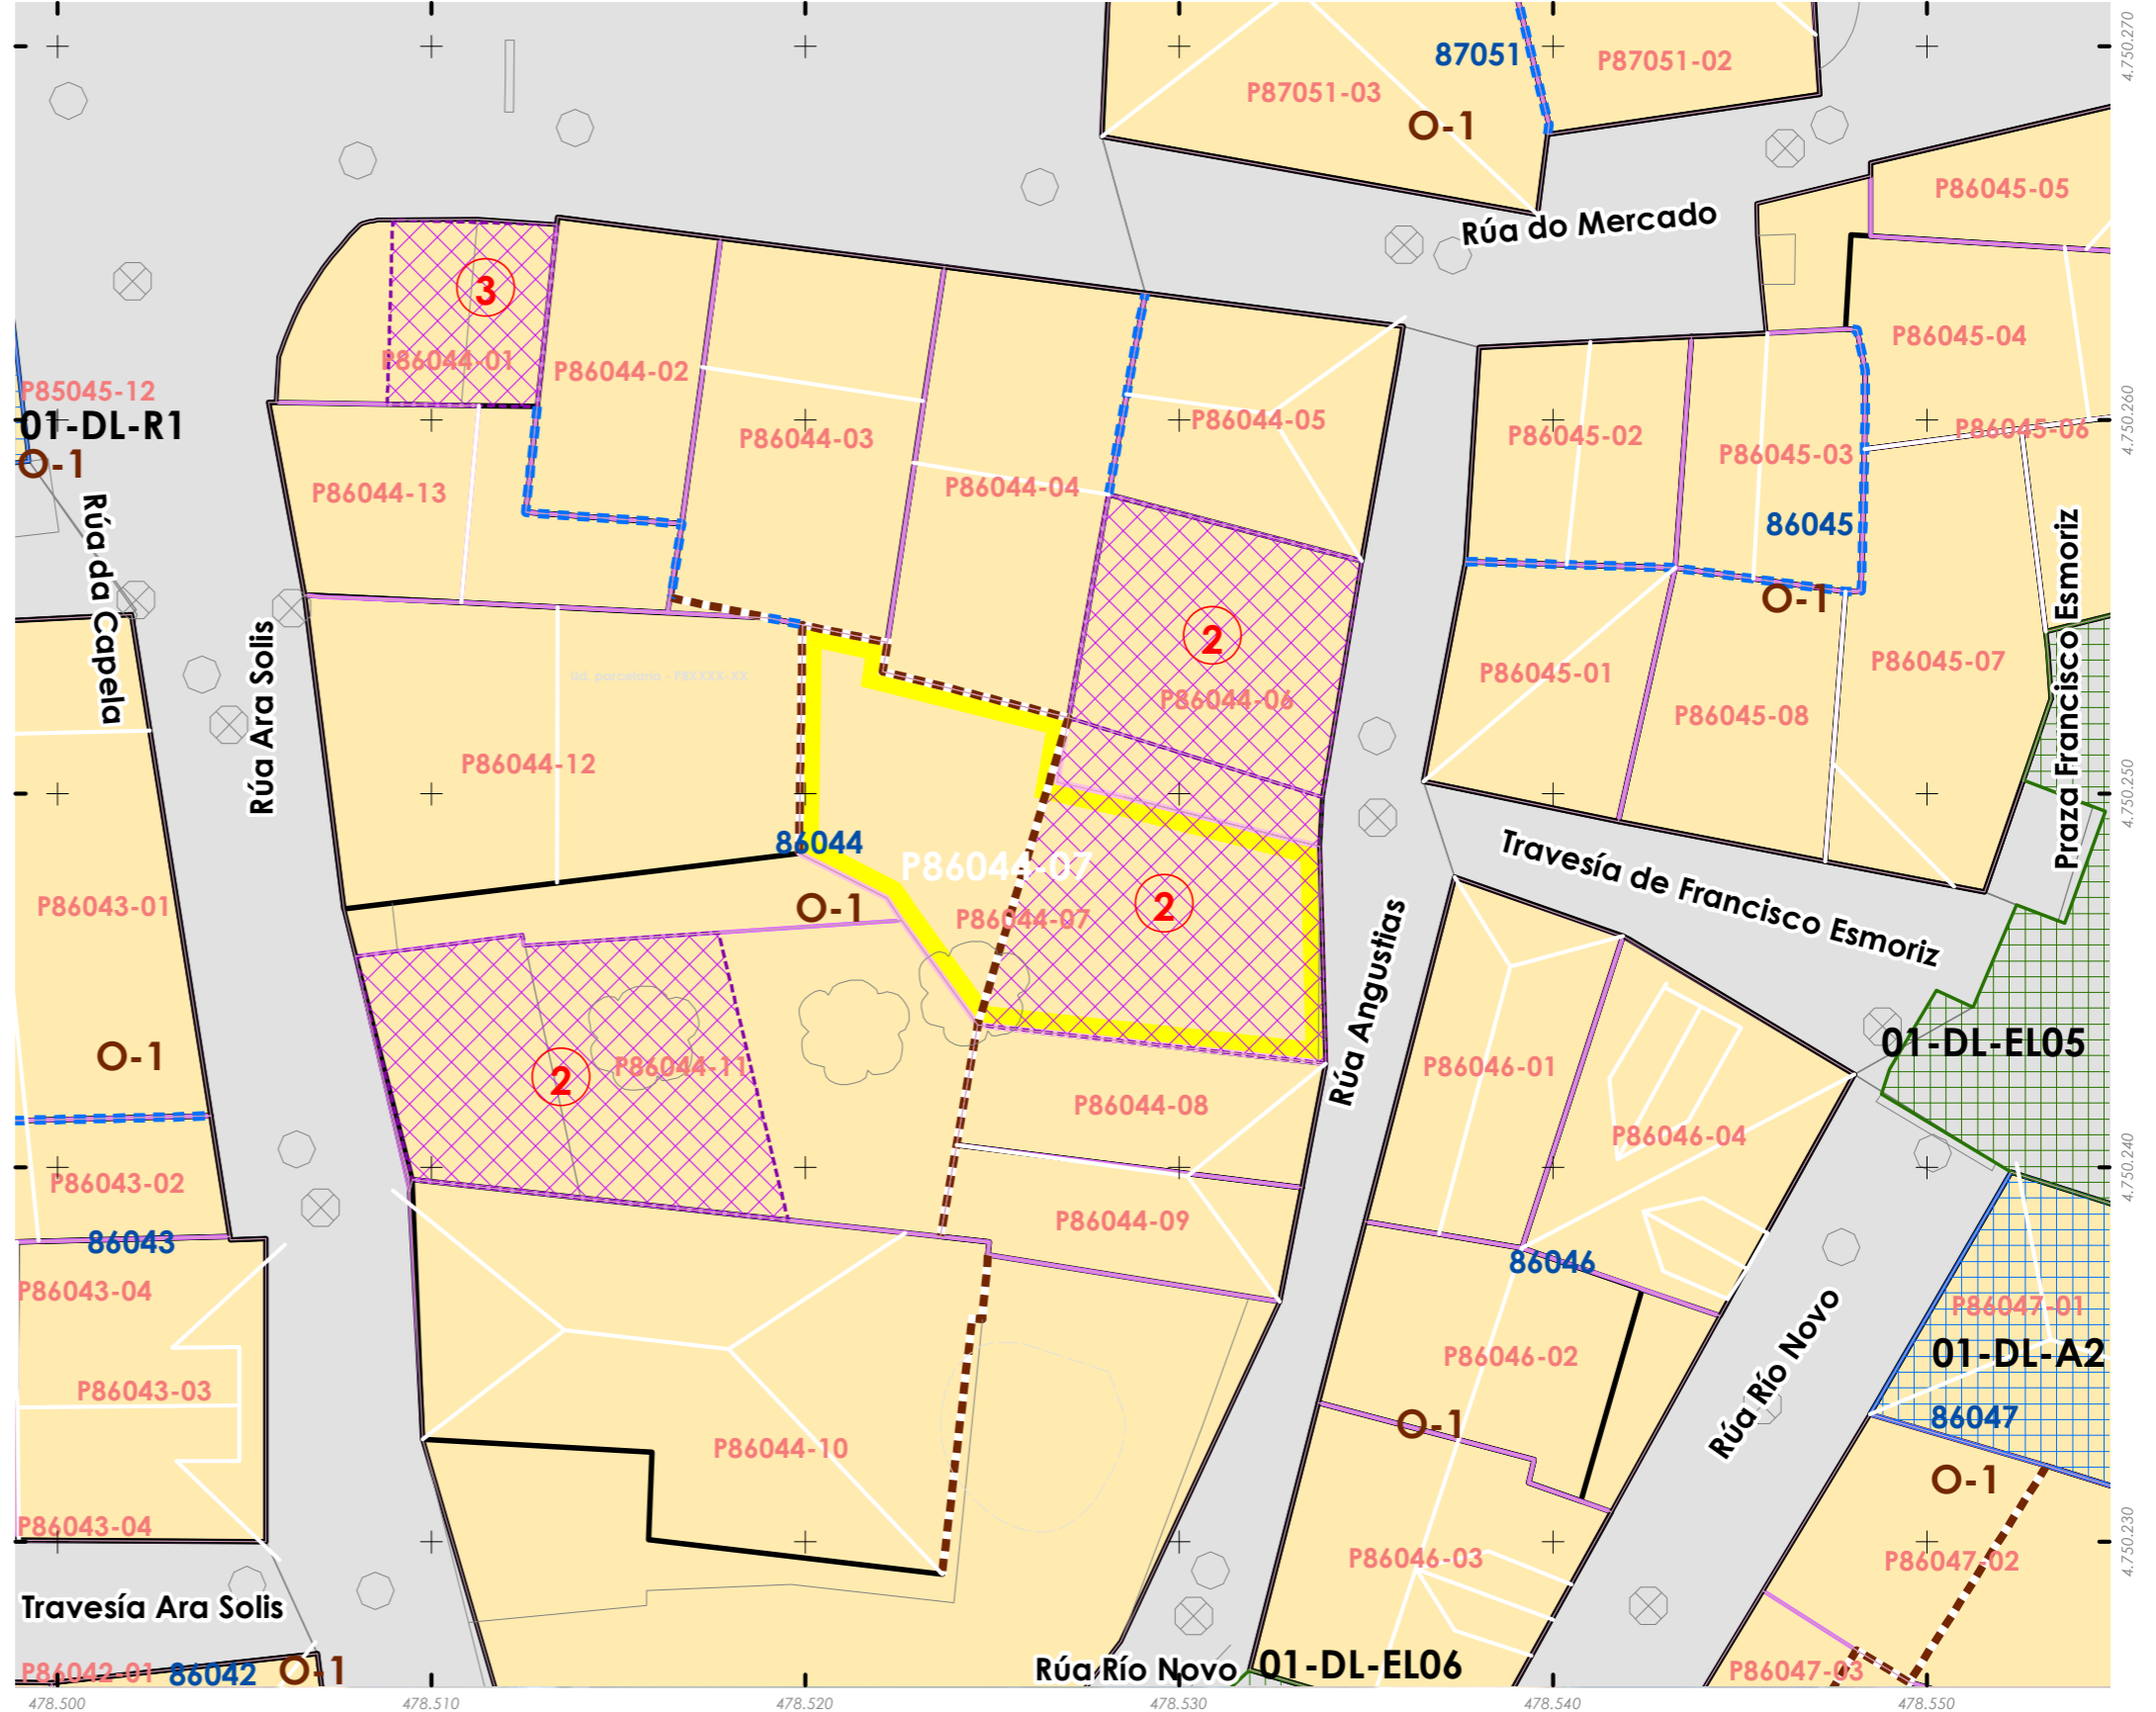 4.750.270
87051
P87051-02
P87051-03
O-1
P86045-05
Rúa do Mercado
3
P86044-01
P86044-02
P85045-12
01-DL-R1
O-1
P86044-03
P86044-05
P86045-02
P86045-03
P86045-04
P86045-06
4.750.260
P86044-13
P86044-04
86045
O-1
Rúa da Capela
Rúa Ara Solis
2
P86044-06
P86045-01
P86045-08
P86045-07
Praza Francisco Esmoriz
Ud. parcelaria - P8XXXX-XX
P86044-12
86044
P86044-07
4.750.250
Travesía de Francisco Esmoriz
P86043-01
O-1
P86044-07
2
Rúa Angustias
O-1
2
P86044-11
P86044-08
P86046-01
P86046-04
01-DL-EL05
P86043-02
P86044-09
4.750.240
86043
P86043-04
86046
P86047-01
01-DL-A2
86047
P86043-03
P86044-10
P86046-02
O-1
Rúa Río Novo
O-1
P86043-04
P86046-03
P86047-02
4.750.230
Travesía Ara Solis
P86042-01
86042
O-1
Rúa Río Novo
01-DL-EL06
P86047-03
478.500
478.510
478.520
478.530
478.540
478.550